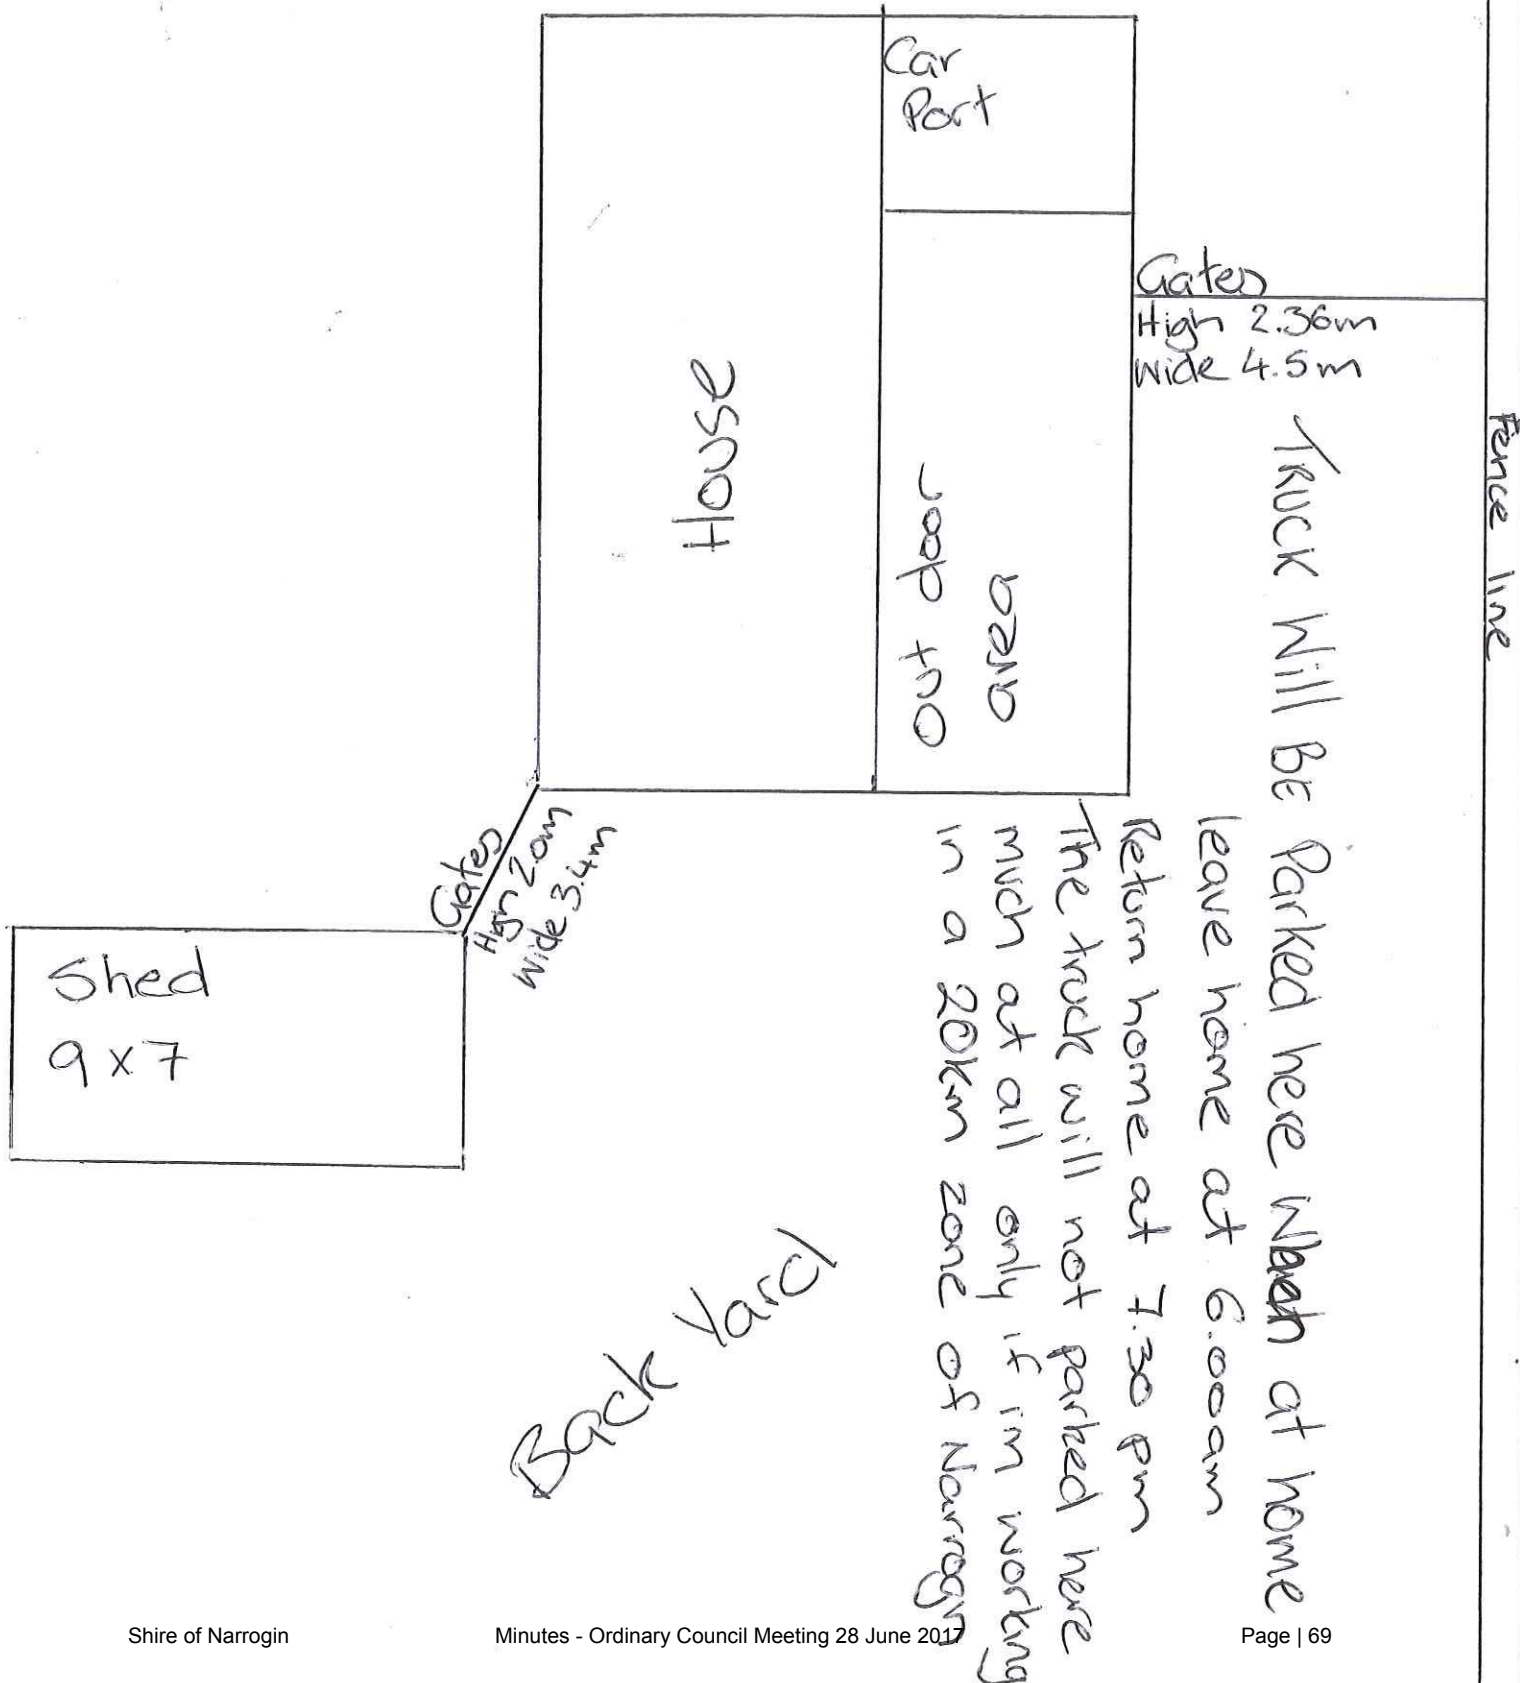 Car
Port
Gates
High 2.36m
Wide 4.5m
Fence line
House
Out door
area
TRUCK Will BE Parked here When at home
leave home at 6.000am
Return home at 7.30 pm
The truck will not parked here
much at all only if i'm working
in a 20km zone of Narrogin
Gates
High 2.0m
Wide 3.4m
Shed
9 x 7
Back Yard
Shire of Narrogin
Minutes - Ordinary Council Meeting 28 June 2017
Page | 69